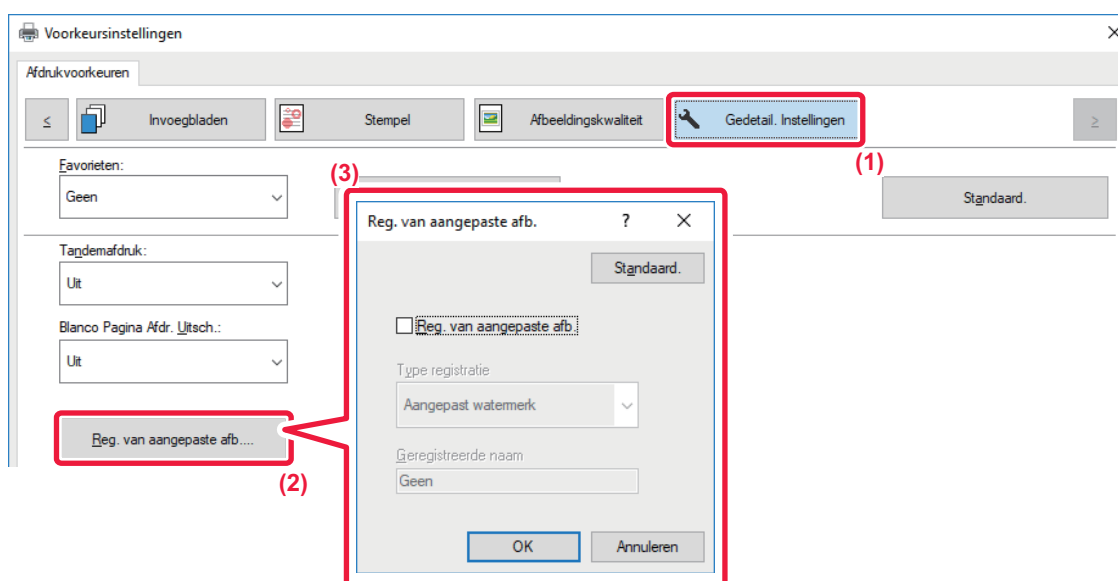 Voorkeursinstellingen
Afdrukvoorkeuren
< Invoegbladen Stempel Afbeeldingskwaliteit Gedetail. Instellingen >
(1)
Favorieten:
(3)
Geen
Standaard.
Reg. van aangepaste afb. ?
Standaard.
Tandemafdruk:
Uit
Reg. van aangepaste afb.
Blanco Pagina Afdr. Uitsch.:
Uit
Type registratie
Aangepast watermerk
Reg. van aangepaste afb....
(2)
Geregistreerde naam
Geen
OK Annuleren